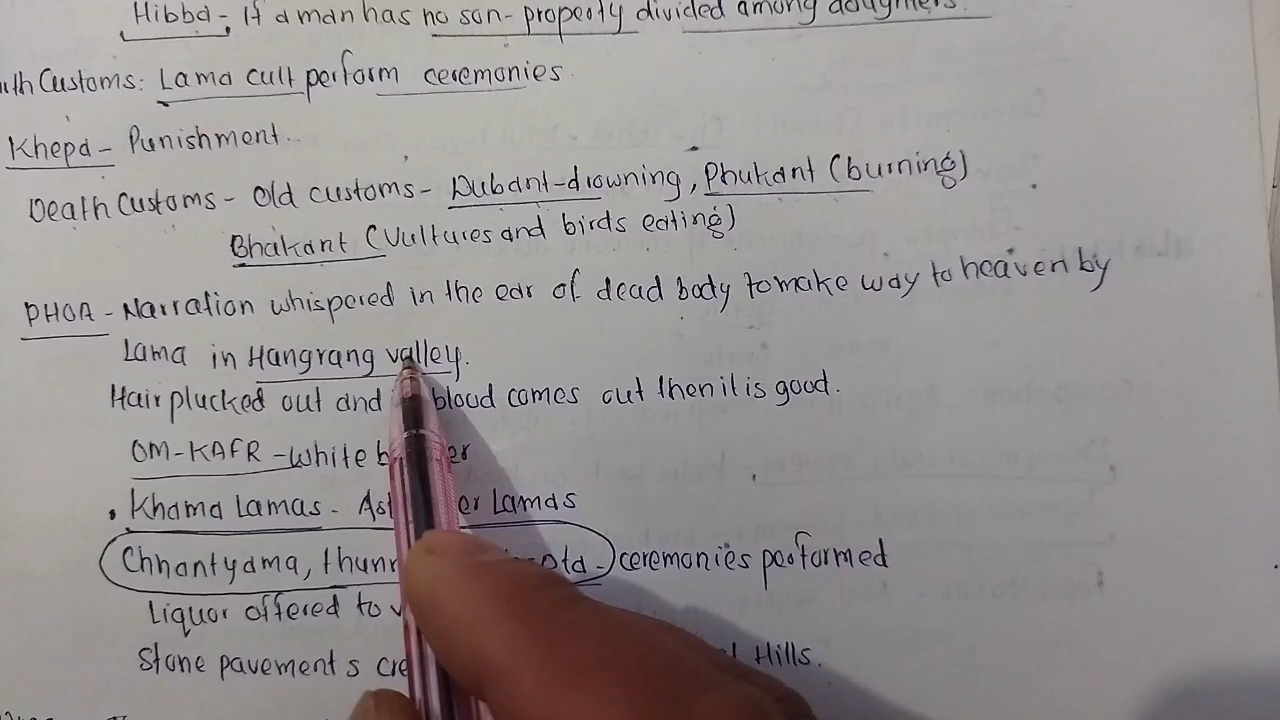 Hibba - If a man has no son - property divided among daughters.
Customs: Lama cult perform ceremonies.
Khepa - Punishment..
Death Customs - Old customs - Dubant - drowning, Phukant (burning)
Bhakant (Vultures and birds eating)
PHOA - Narration whispered in the ear of dead body to make way to heaven by
Lama in Hangrang valley.
Hair plucked out and blood comes out then it is good.
OM-KAFR - White
Khama Lamas - Lamas
Chhantyama, ceremonies performed
Liquor offered to
Stone pavements Hills.